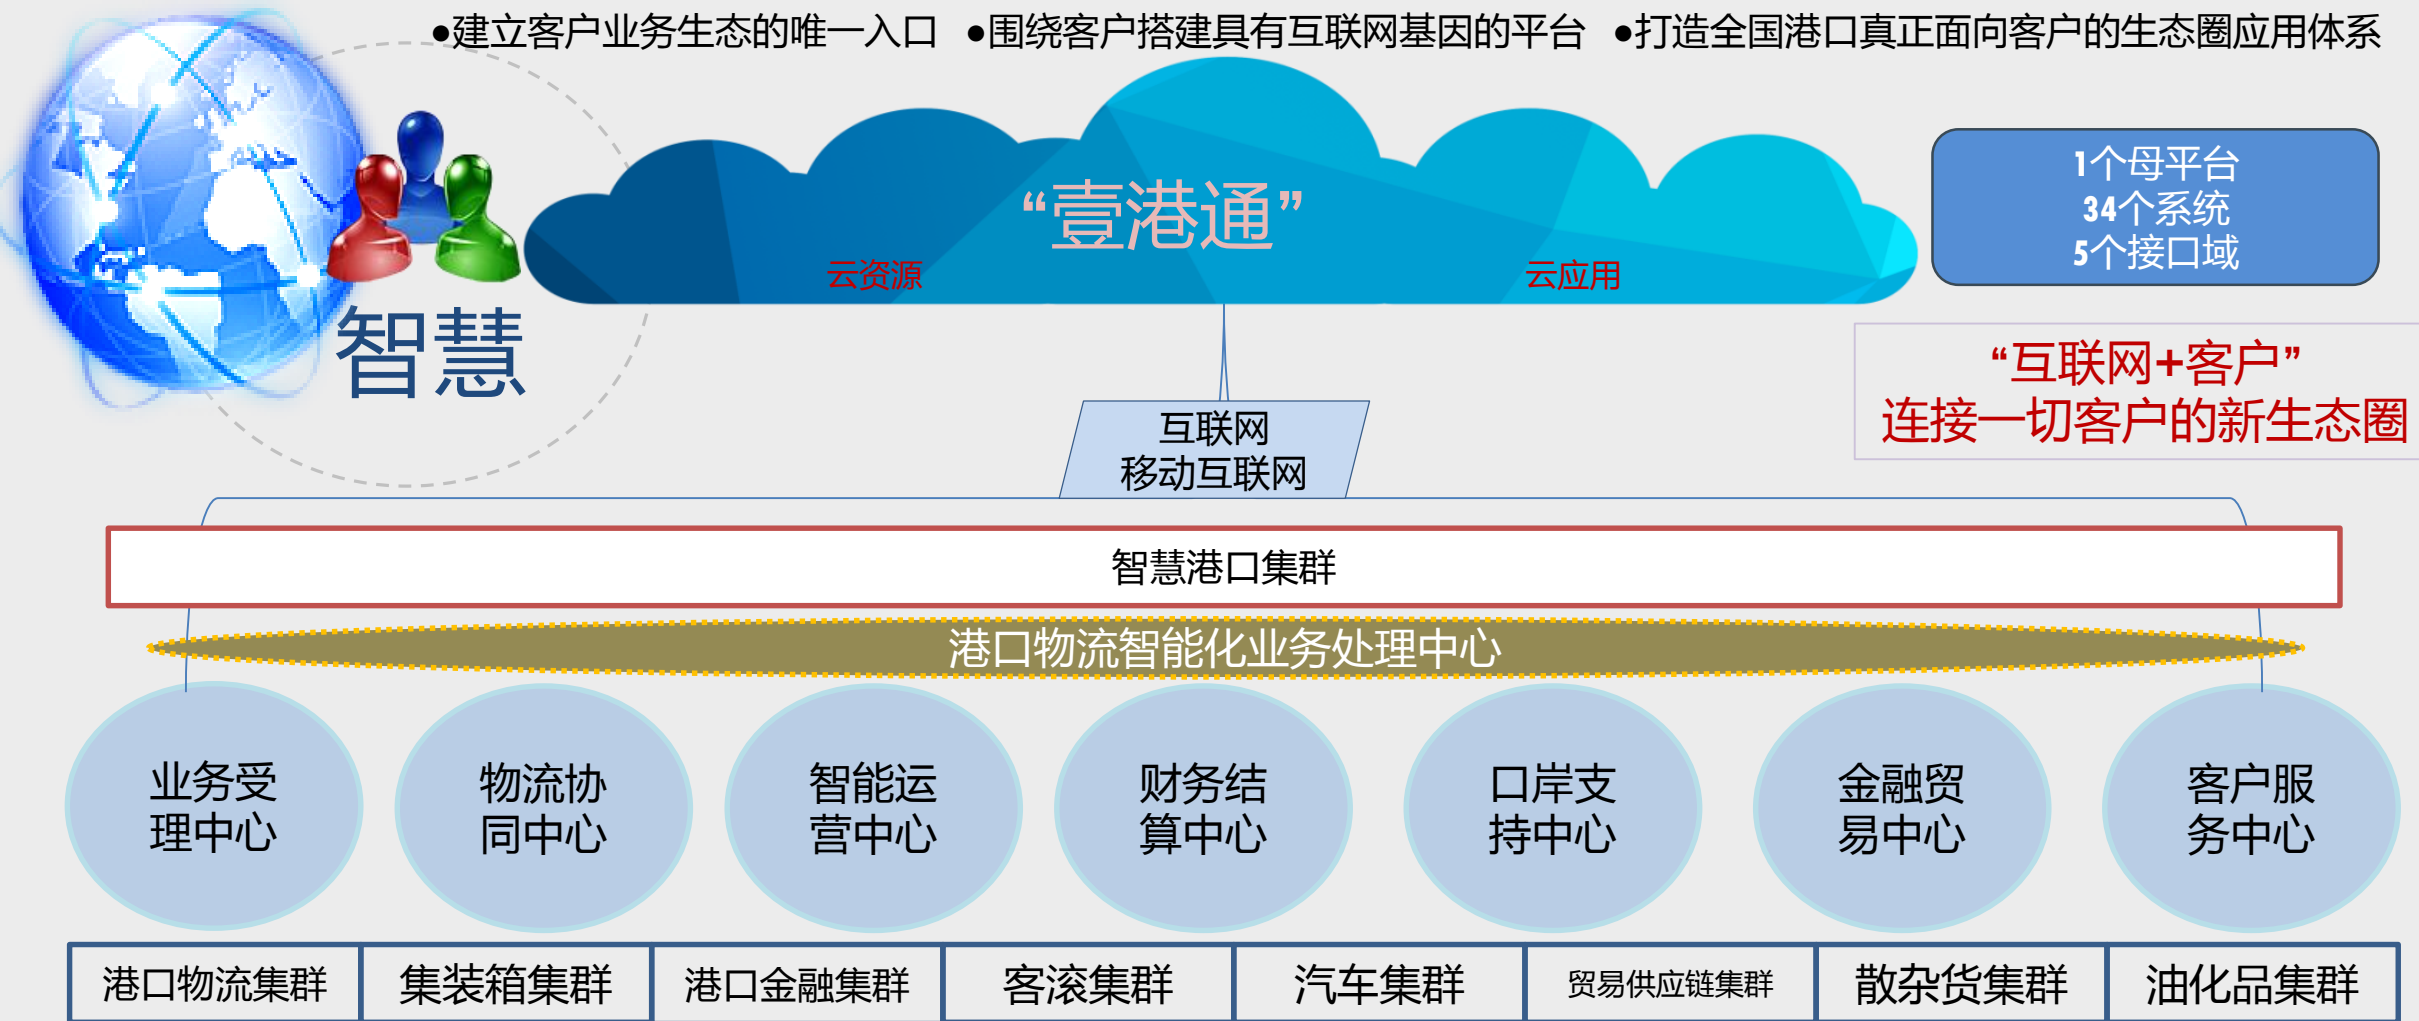 ●建立客户业务生态的唯一入口 ●围绕客户搭建具有互联网基因的平台 ●打造全国港口真正面向客户的生态圈应用体系
“壹港通”
云资源
云应用
1个母平台
34个系统
5个接口域
智慧
“互联网+客户”
连接一切客户的新生态圈
互联网
移动互联网
智慧港口集群
港口物流智能化业务处理中心
业务受
理中心
物流协
同中心
智能运
营中心
财务结
算中心
口岸支
持中心
金融贸
易中心
客户服
务中心
港口物流集群
集装箱集群
港口金融集群
客滚集群
汽车集群
贸易供应链集群
散杂货集群
油化品集群